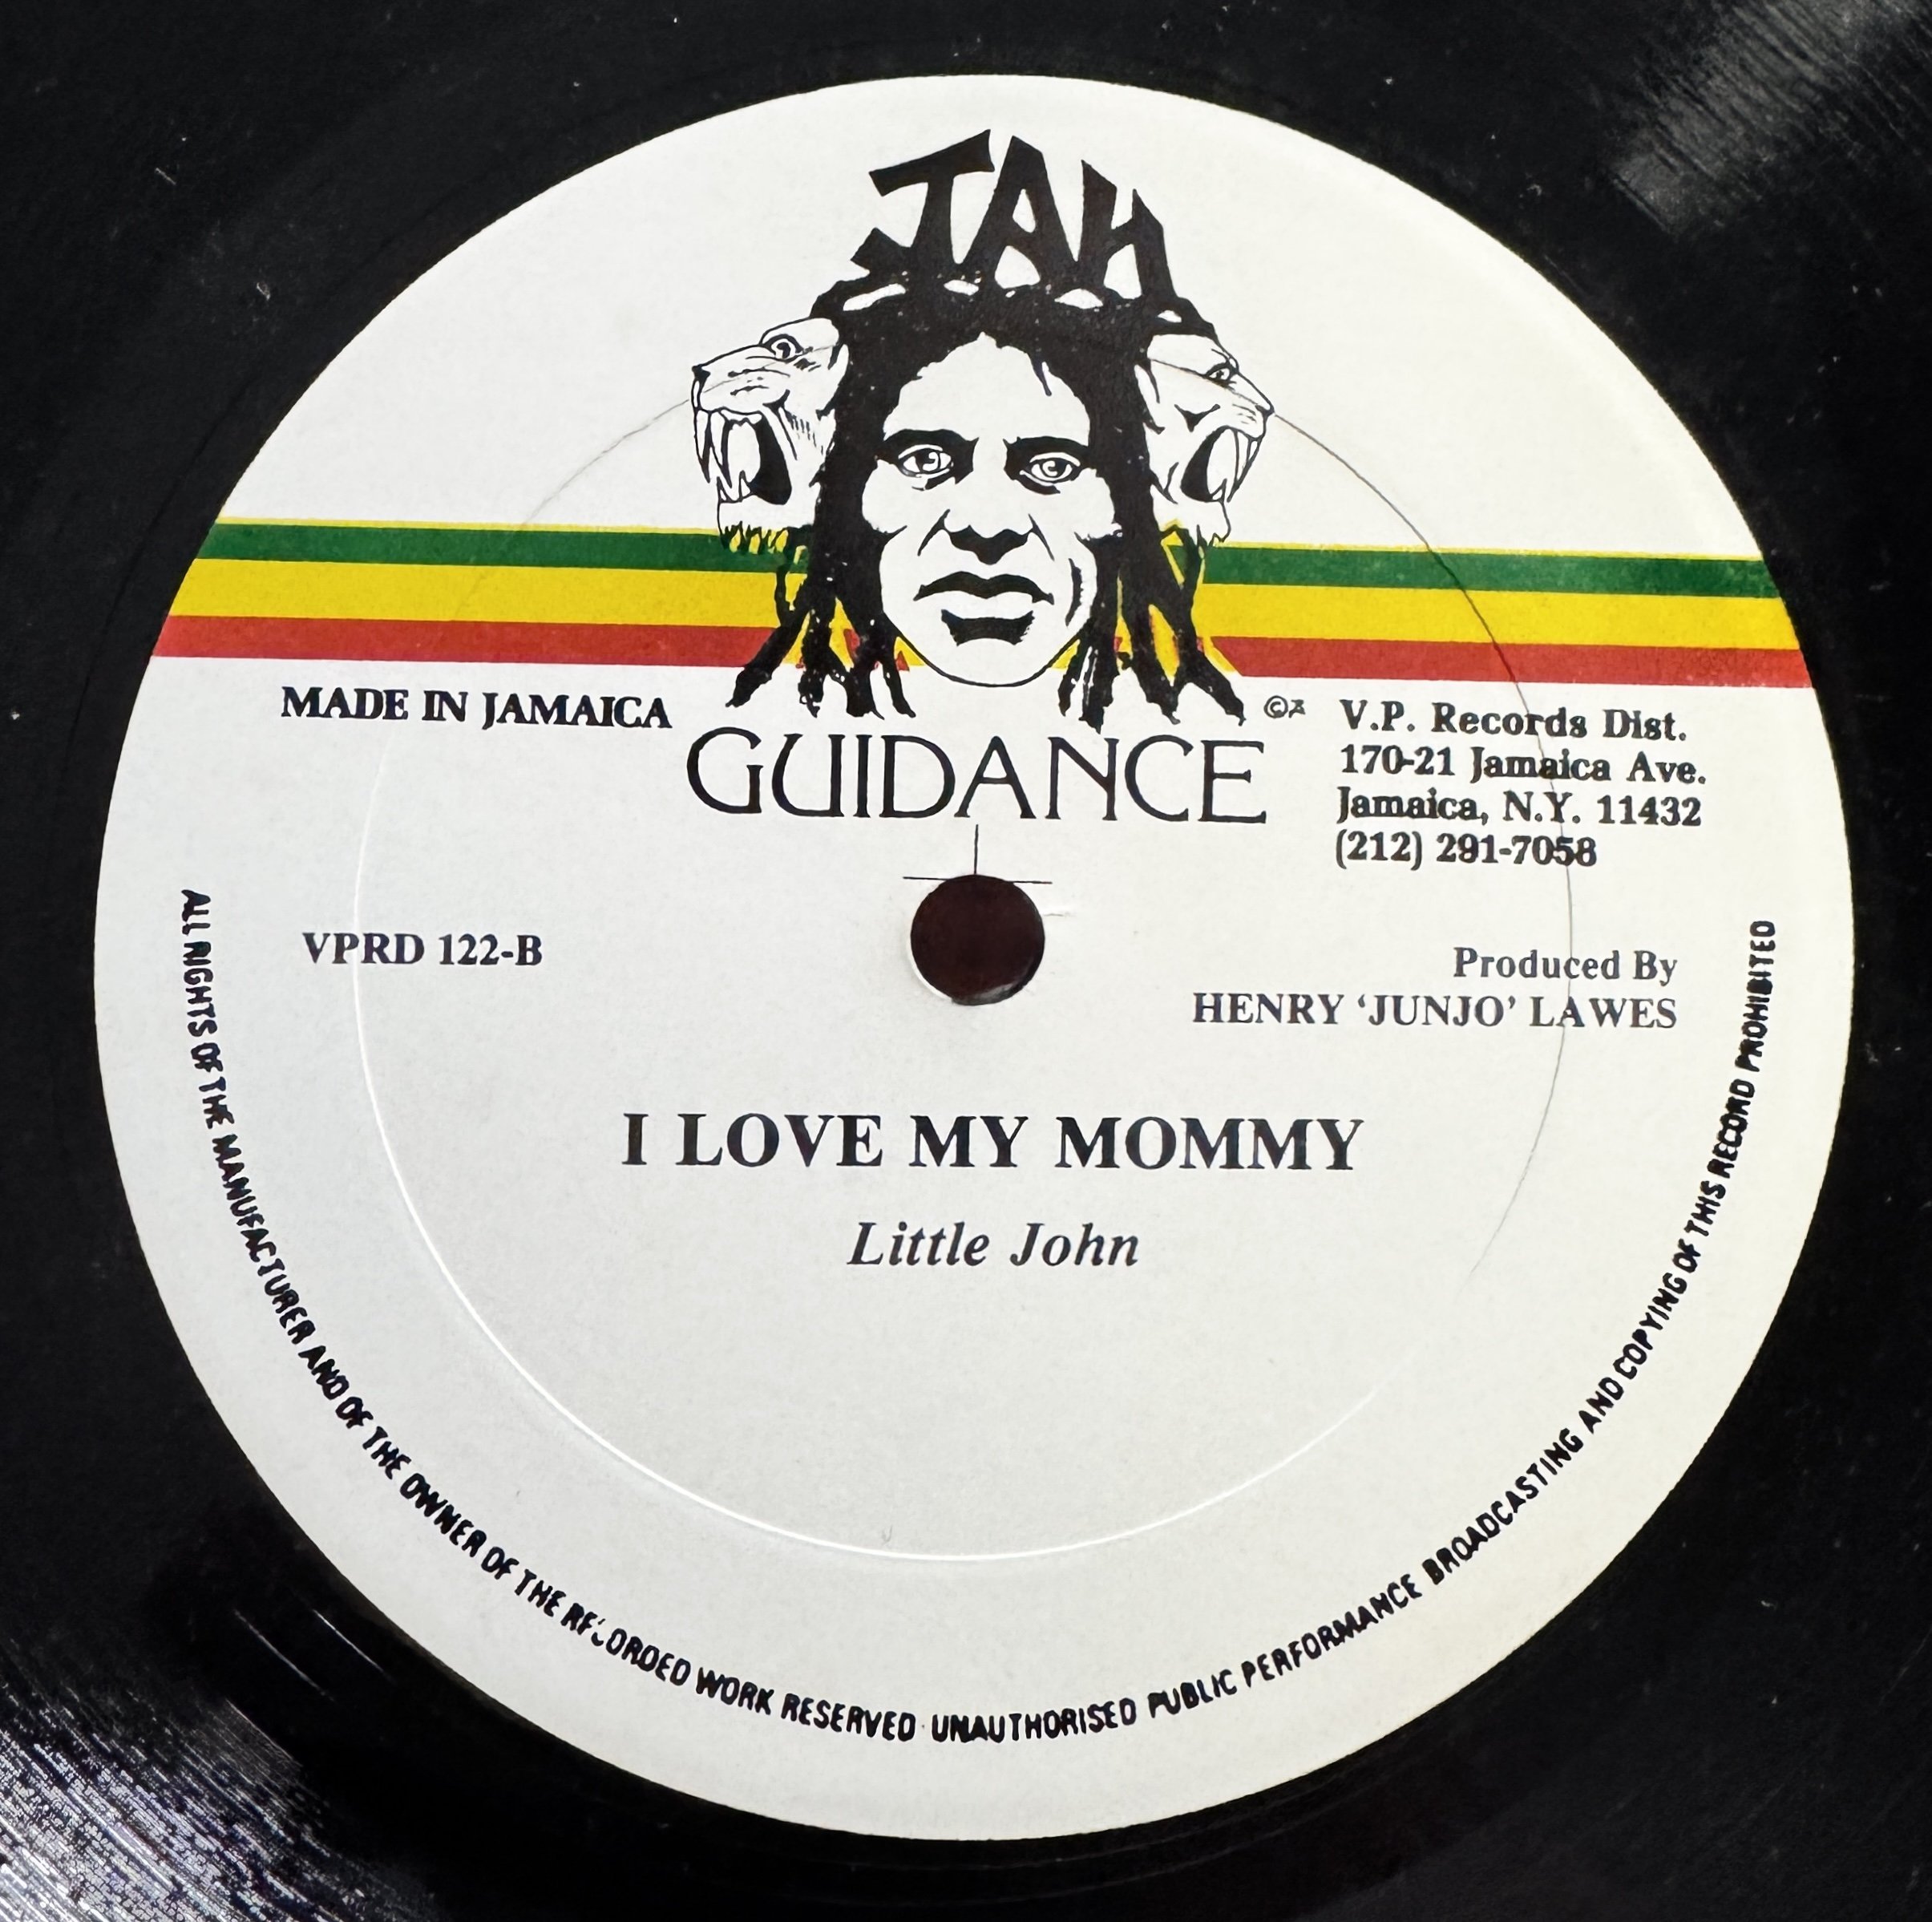 JAH
MADE IN JAMAICA
GUIDANCE
V.P. Records Dist.
170-21 Jamaica Ave.
Jamaica, N.Y. 11432
(212) 291-7058
VPRD 122-B
Produced By
HENRY ‘JUNJO’ LAWES
I LOVE MY MOMMY
Little John
ALL RIGHTS OF THE MANUFACTURER AND OF THE OWNER OF THE RECORDED WORK RESERVED UNAUTHORISED PUBLIC PERFORMANCE BROADCASTING AND COPYING OF THIS RECORD PROHIBITED